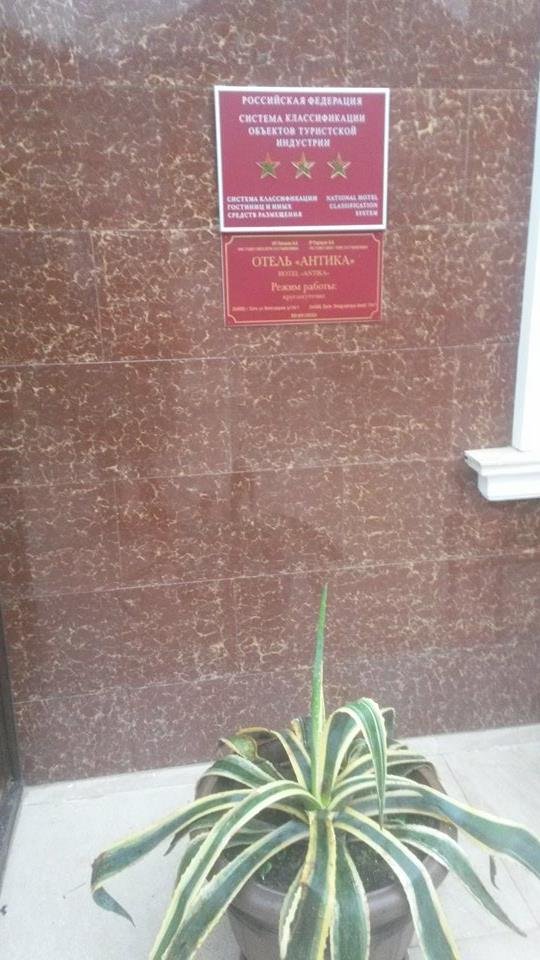 РОССИЙСКАЯ ФЕДЕРАЦИЯ
СИСТЕМА КЛАССИФИКАЦИИ
ОБЪЕКТОВ ТУРИСТСКОЙ
ИНДУСТРИИ
СИСТЕМА КЛАССИФИКАЦИИ
ГОСТИНИЦ И ИНЫХ
СРЕДСТВ РАЗМЕЩЕНИЯ
NATIONAL HOTEL
CLASSIFICATION
SYSTEM
ОТЕЛЬ «АНТИКА»
HOTEL «ANTIKA»
Режим работы:
круглосуточно